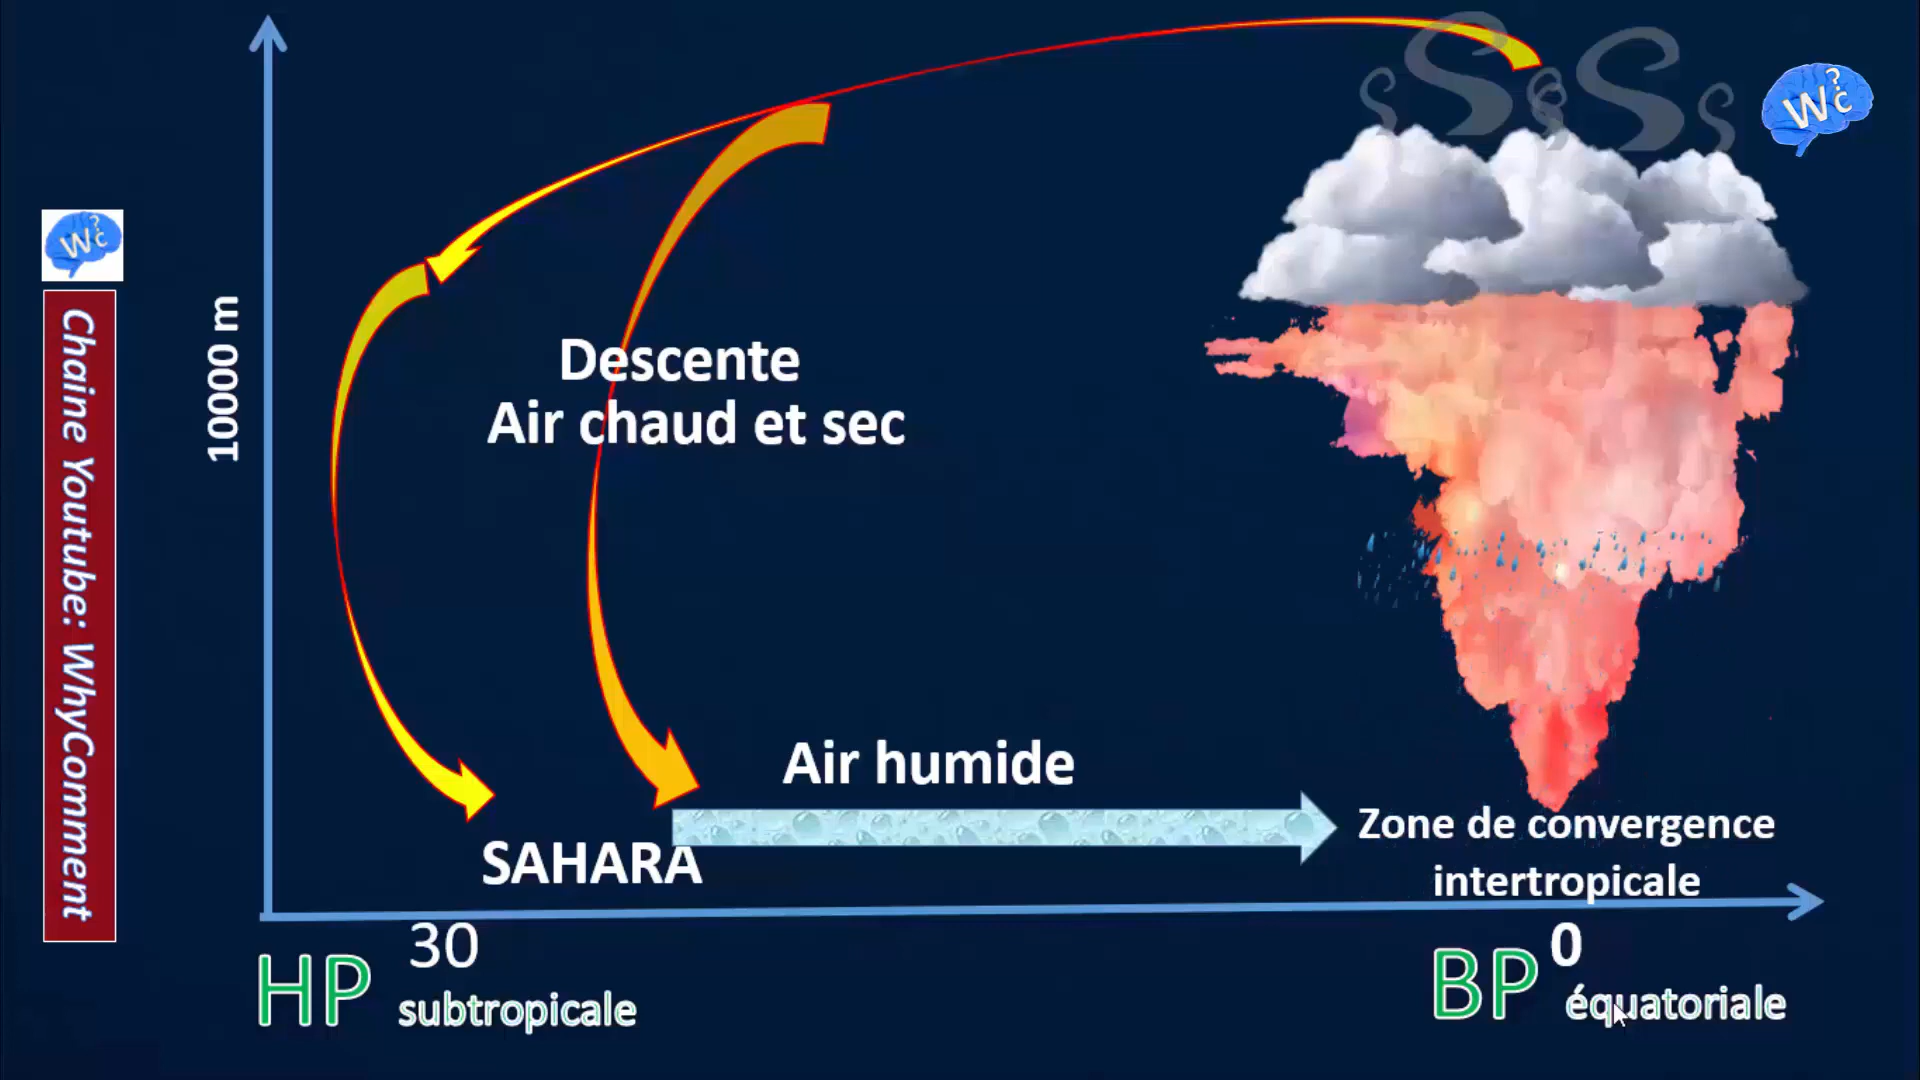 10000 m
Chaine Youtube: WhyComment
W?c
W?c
sSsSs
Descente
Air chaud et sec
Air humide
SAHARA
Zone de convergence
intertropicale
30
HP subtropicale
0
BP équatoriale